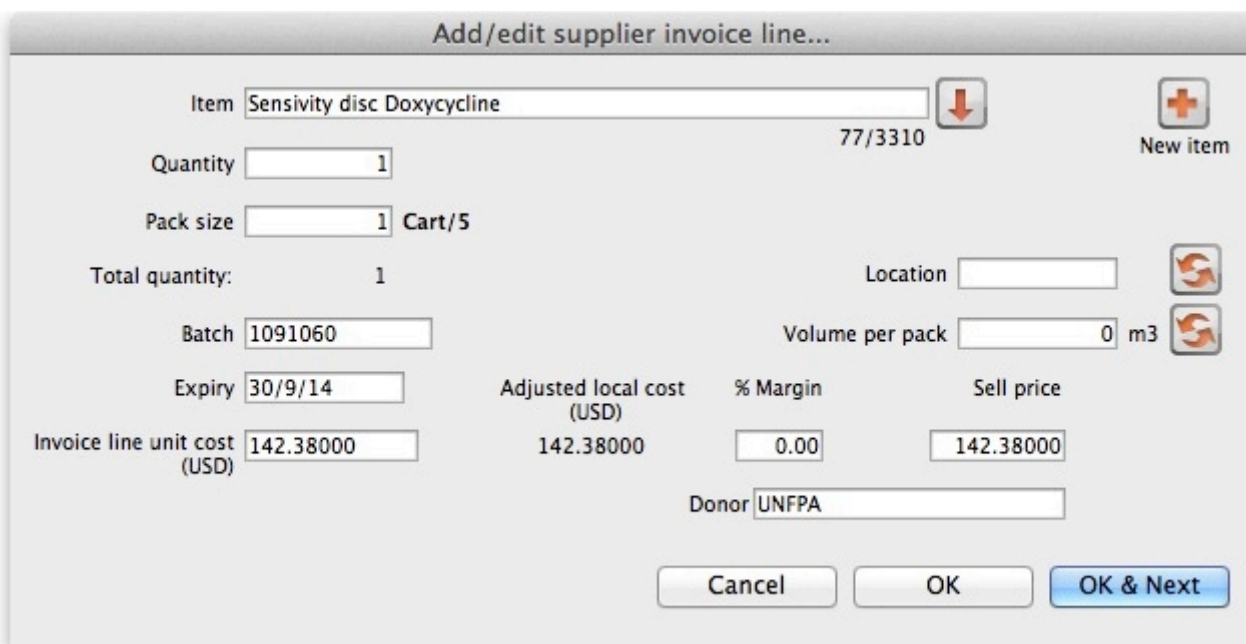 Add/edit supplier invoice line...
Item Sensivity disc Doxycycline
77/3310
New item
Quantity 1
Pack size 1 Cart/5
Total quantity: 1
Location
Batch 1091060
Volume per pack 0 m3
Expiry 30/9/14
Adjusted local cost
(USD)
% Margin
Sell price
Invoice line unit cost
(USD)
142.38000
142.38000
0.00
142.38000
Donor UNFPA
Cancel
OK
OK & Next